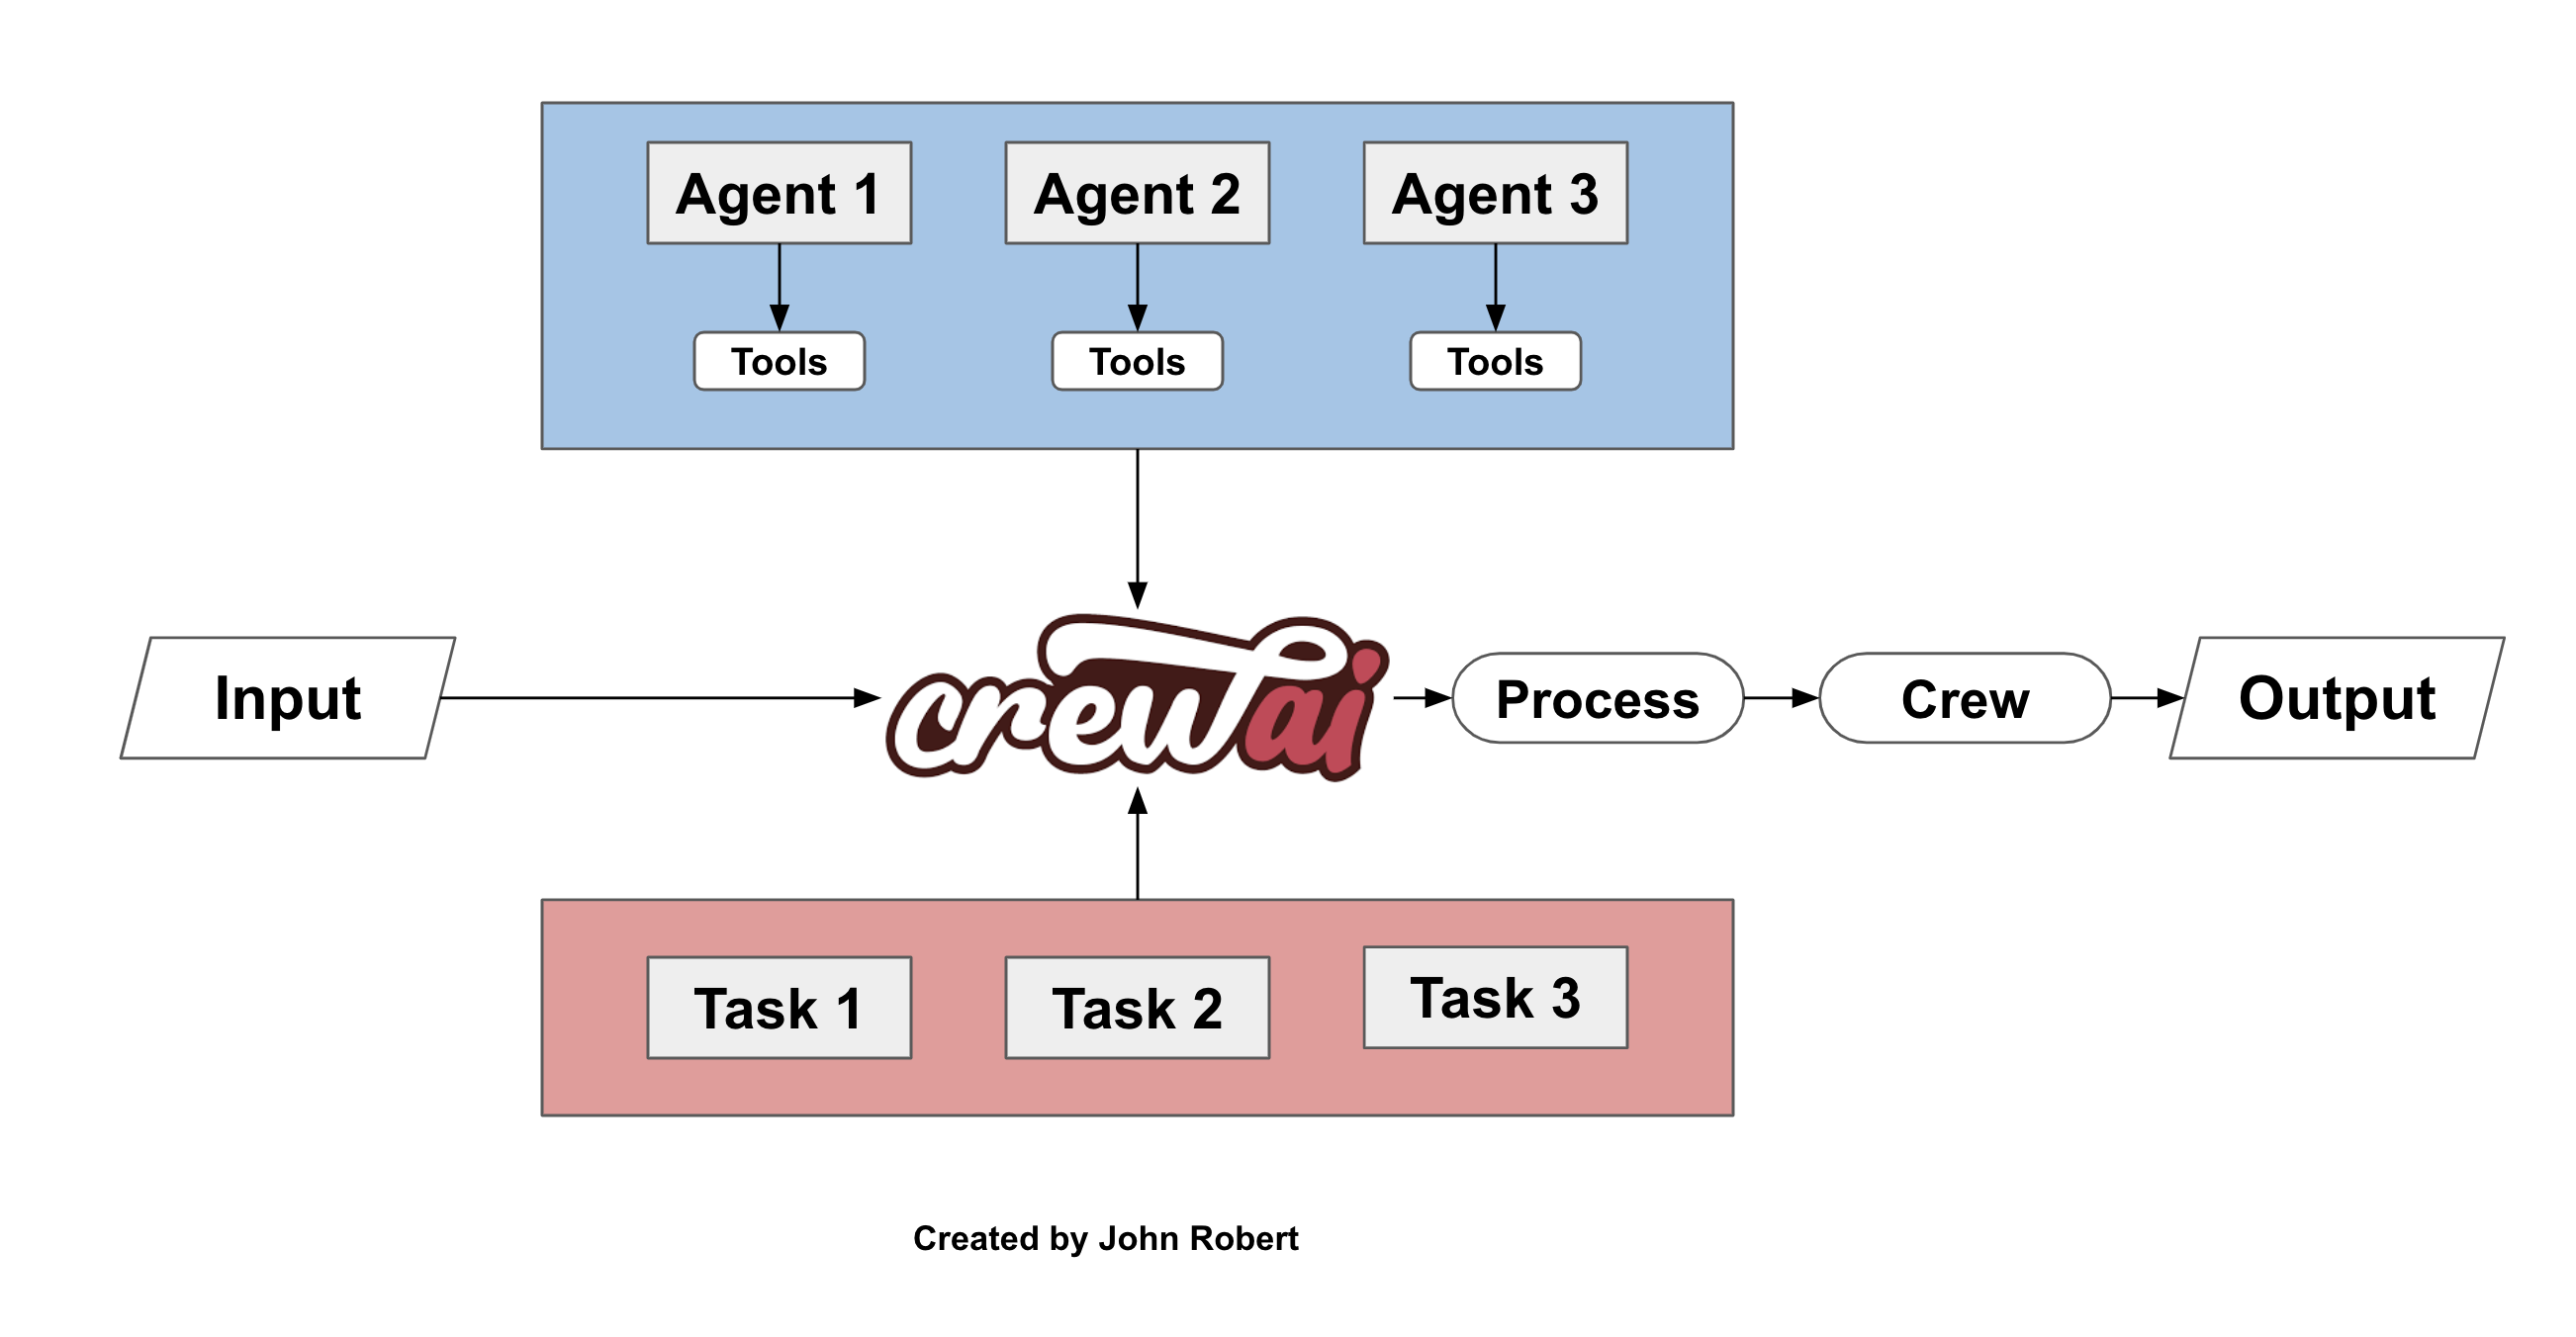 Agent 1
Agent 2
Agent 3
Tools
Tools
Tools
Input
crewai
Process
Crew
Output
Task 1
Task 2
Task 3
Created by John Robert